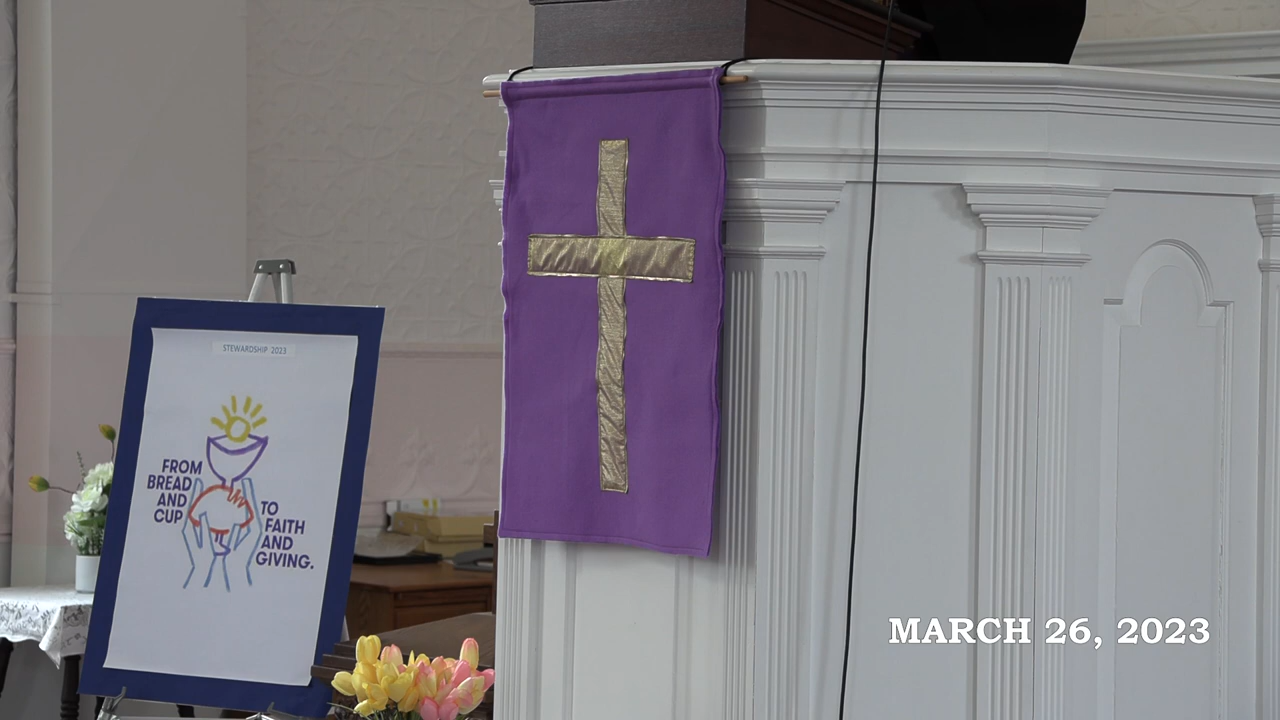 STEWARDSHIP 2023
FROM
BREAD
AND
CUP
TO
FAITH
AND
GIVING.
MARCH 26, 2023